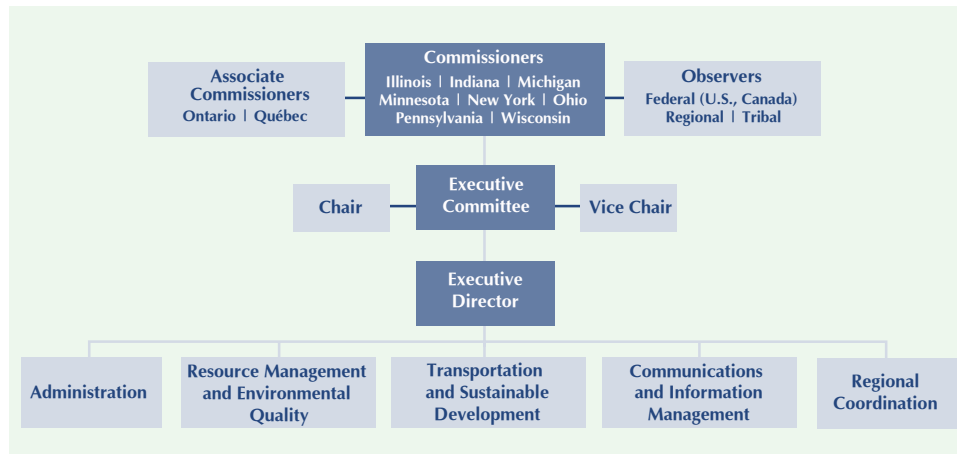 Commissioners
Illinois | Indiana | Michigan
Minnesota | New York | Ohio
Pennsylvania | Wisconsin
Associate
Commissioners
Ontario | Québec
Observers
Federal (U.S., Canada)
Regional | Tribal
Executive
Committee
Chair
Vice Chair
Executive
Director
Administration
Resource Management
and Environmental
Quality
Transportation
and Sustainable
Development
Communications
and Information
Management
Regional
Coordination